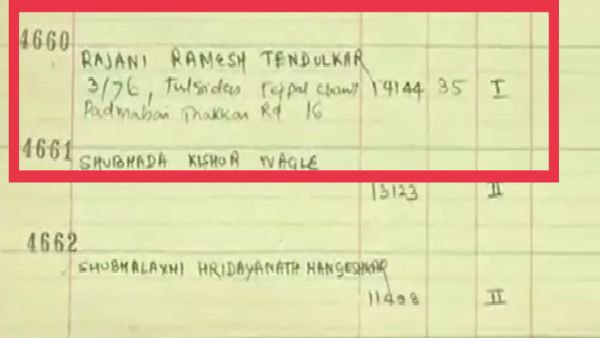 4660
RAJANI RAMESH TENDULKAR
3/76, Tulsidas Tejpal Chawl 14144 35 I
Padmabai Thakkar Rd 16
4661
SHUBHADA KISHOR WAGLE
13123 II
4662
SHUBHALAXMI HRIDAYANATH MANGESHKAR
11408 II